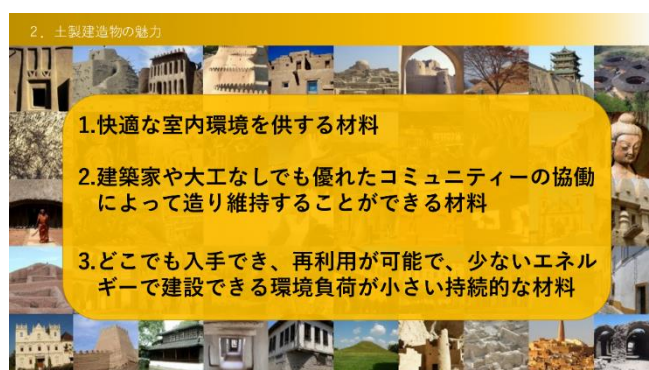 2．土製建造物の魅力
1.快適な室内環境を供する材料
2.建築家や大工なしでも優れたコミュニティーの協働
によって造り維持することができる材料
3.どこでも入手でき、再利用が可能で、少ないエネル
ギーで建設できる環境負荷が小さい持続的な材料